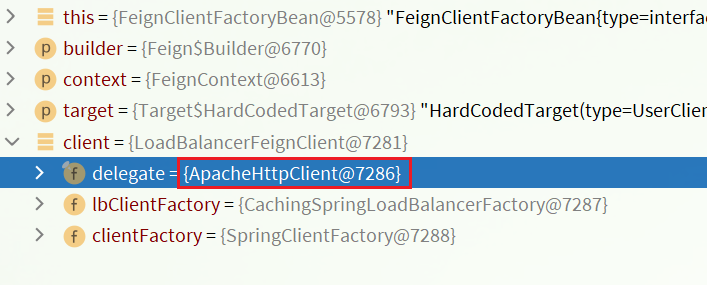 this = {FeignClientFactoryBean@5578} "FeignClientFactoryBean{type=interfac
p builder = {Feign$Builder@6770}
p context = {FeignContext@6613}
p target = {Target$HardCodedTarget@6793} "HardCodedTarget(type=UserClien
client = {LoadBalancerFeignClient@7281}
f delegate = {ApacheHttpClient@7286}
f lbClientFactory = {CachingSpringLoadBalancerFactory@7287}
f clientFactory = {SpringClientFactory@7288}